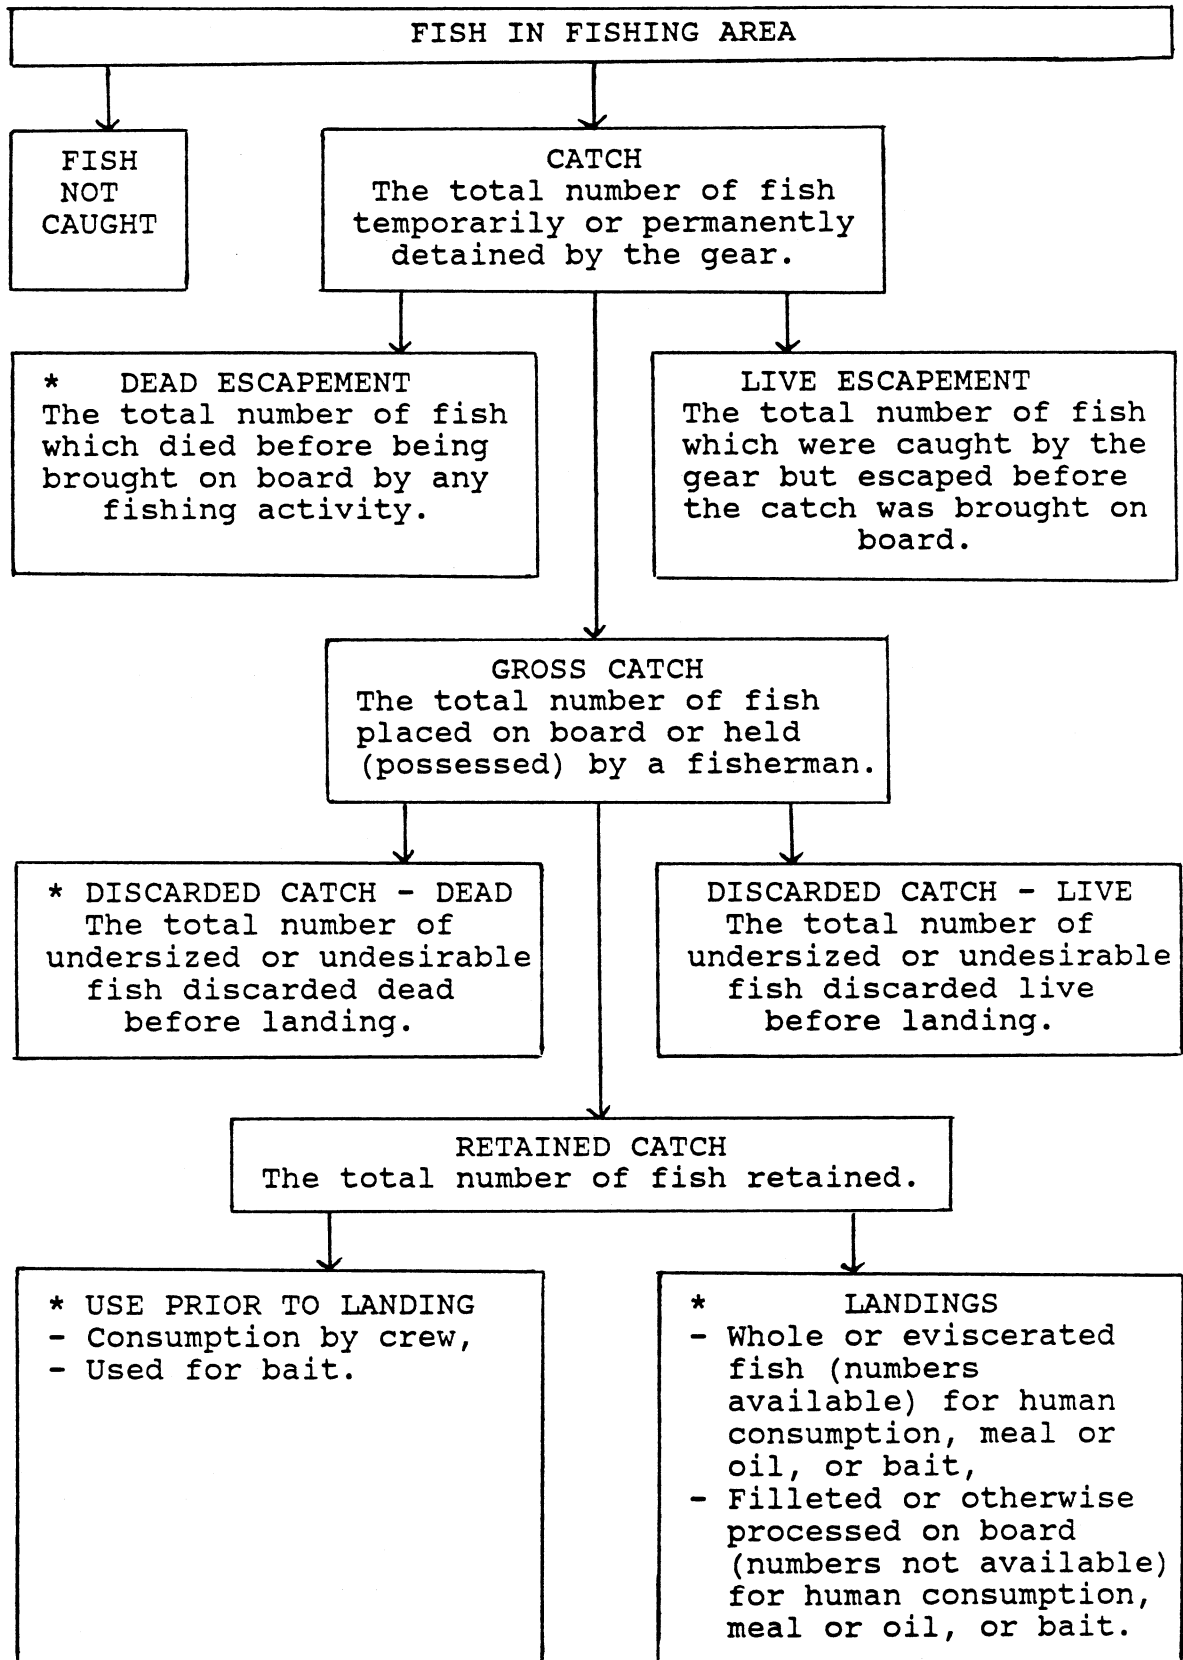 FISH IN FISHING AREA
FISH
NOT
CAUGHT
CATCH
The total number of fish
temporarily or permanently
detained by the gear.
* DEAD ESCAPEMENT
The total number of fish
which died before being
brought on board by any
fishing activity.
LIVE ESCAPEMENT
The total number of fish
which were caught by the
gear but escaped before
the catch was brought on
board.
GROSS CATCH
The total number of fish
placed on board or held
(possessed) by a fisherman.
* DISCARDED CATCH - DEAD
The total number of
undersized or undesirable
fish discarded dead
before landing.
DISCARDED CATCH - LIVE
The total number of
undersized or undesirable
fish discarded live
before landing.
RETAINED CATCH
The total number of fish retained.
* USE PRIOR TO LANDING
- Consumption by crew,
- Used for bait.
* LANDINGS
- Whole or eviscerated
fish (numbers
available) for human
consumption, meal or
oil, or bait,
- Filleted or otherwise
processed on board
(numbers not available)
for human consumption,
meal or oil, or bait.